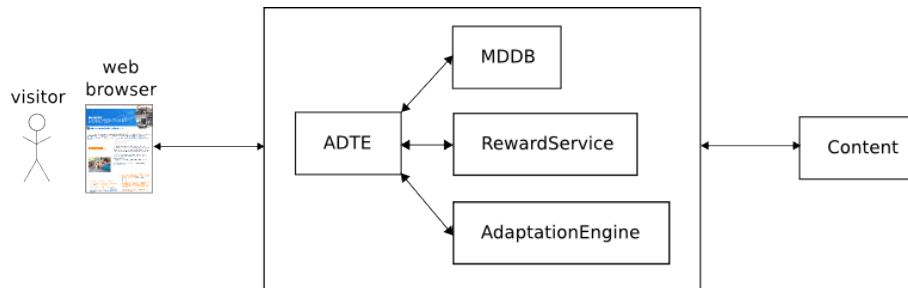 visitor
web
browser
ADTE
MDDB
RewardService
AdaptationEngine
Content